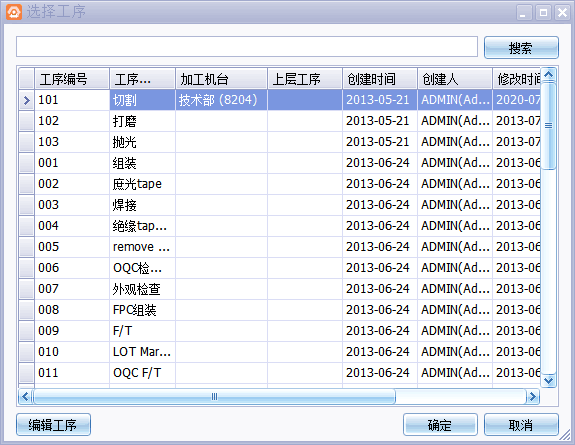 选择工序
搜索
工序编号 工序... 加工机台 上层工序 创建时间 创建人 修改时间
101 切割 技术部 (8204) 2013-05-21 ADMIN(Ad... 2020-07
102 打磨 2013-05-21 ADMIN(Ad... 2013-06
103 抛光 2013-05-21 ADMIN(Ad... 2013-06
001 组装 2013-06-24 ADMIN(Ad... 2013-06
002 庶光tape 2013-06-24 ADMIN(Ad... 2013-06
003 焊接 2013-06-24 ADMIN(Ad... 2013-06
004 绝缘tap... 2013-06-24 ADMIN(Ad... 2013-06
005 remove ... 2013-06-24 ADMIN(Ad... 2013-06
006 OQC检... 2013-06-24 ADMIN(Ad... 2013-06
007 外观检查 2013-06-24 ADMIN(Ad... 2013-06
008 FPC组装 2013-06-24 ADMIN(Ad... 2013-06
009 F/T 2013-06-24 ADMIN(Ad... 2013-06
010 LOT Mar... 2013-06-24 ADMIN(Ad... 2013-06
011 OQC F/T 2013-06-24 ADMIN(Ad... 2013-06
编辑工序 确定 取消